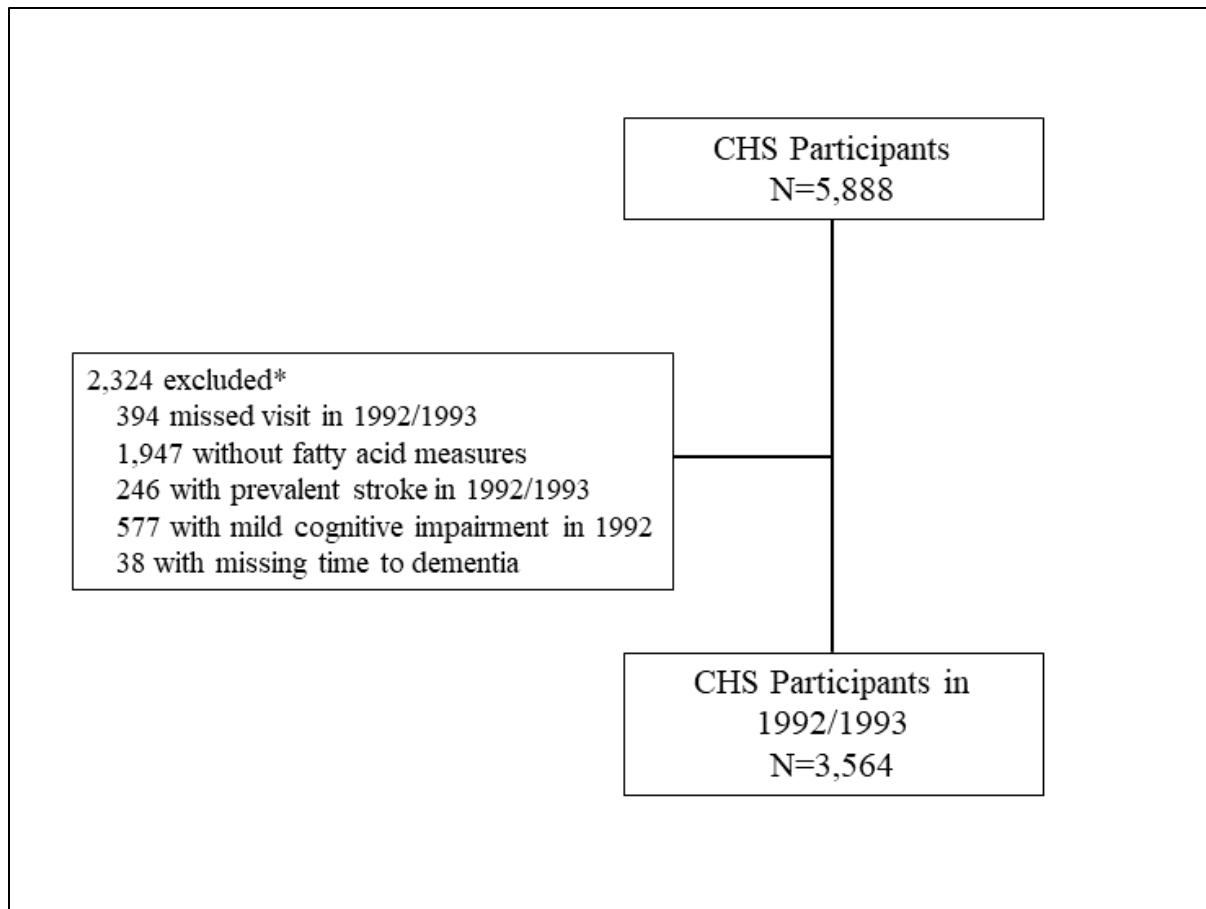 CHS Participants
N=5,888
2,324 excluded*
394 missed visit in 1992/1993
1,947 without fatty acid measures
246 with prevalent stroke in 1992/1993
577 with mild cognitive impairment in 1992
38 with missing time to dementia
CHS Participants in
1992/1993
N=3,564